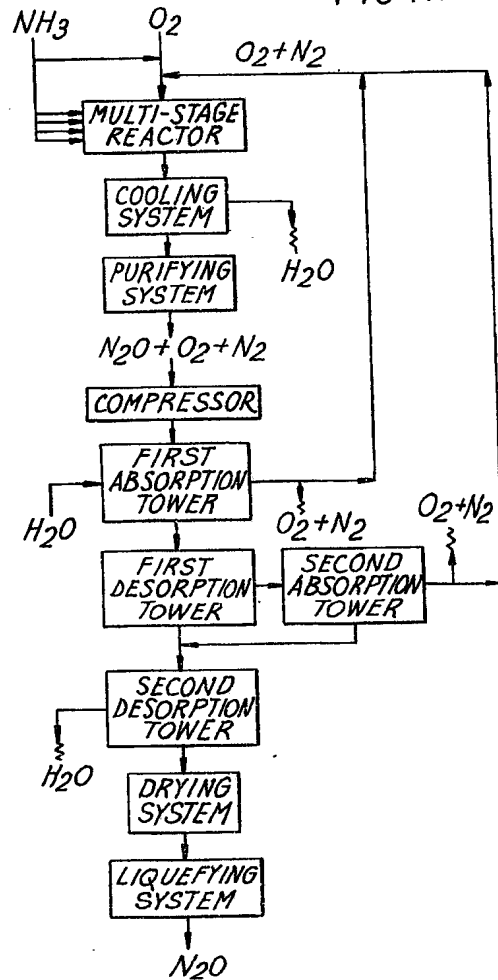 NH3
O2
O2+N2
MULTI-STAGE
REACTOR
COOLING
SYSTEM
H2O
PURIFYING
SYSTEM
N2O+O2+N2
COMPRESSOR
FIRST
ABSORPTION
TOWER
H2O
O2+N2
O2+N2
FIRST
DESORPTION
TOWER
SECOND
ABSORPTION
TOWER
SECOND
DESORPTION
TOWER
H2O
DRYING
SYSTEM
LIQUEFYING
SYSTEM
N2O